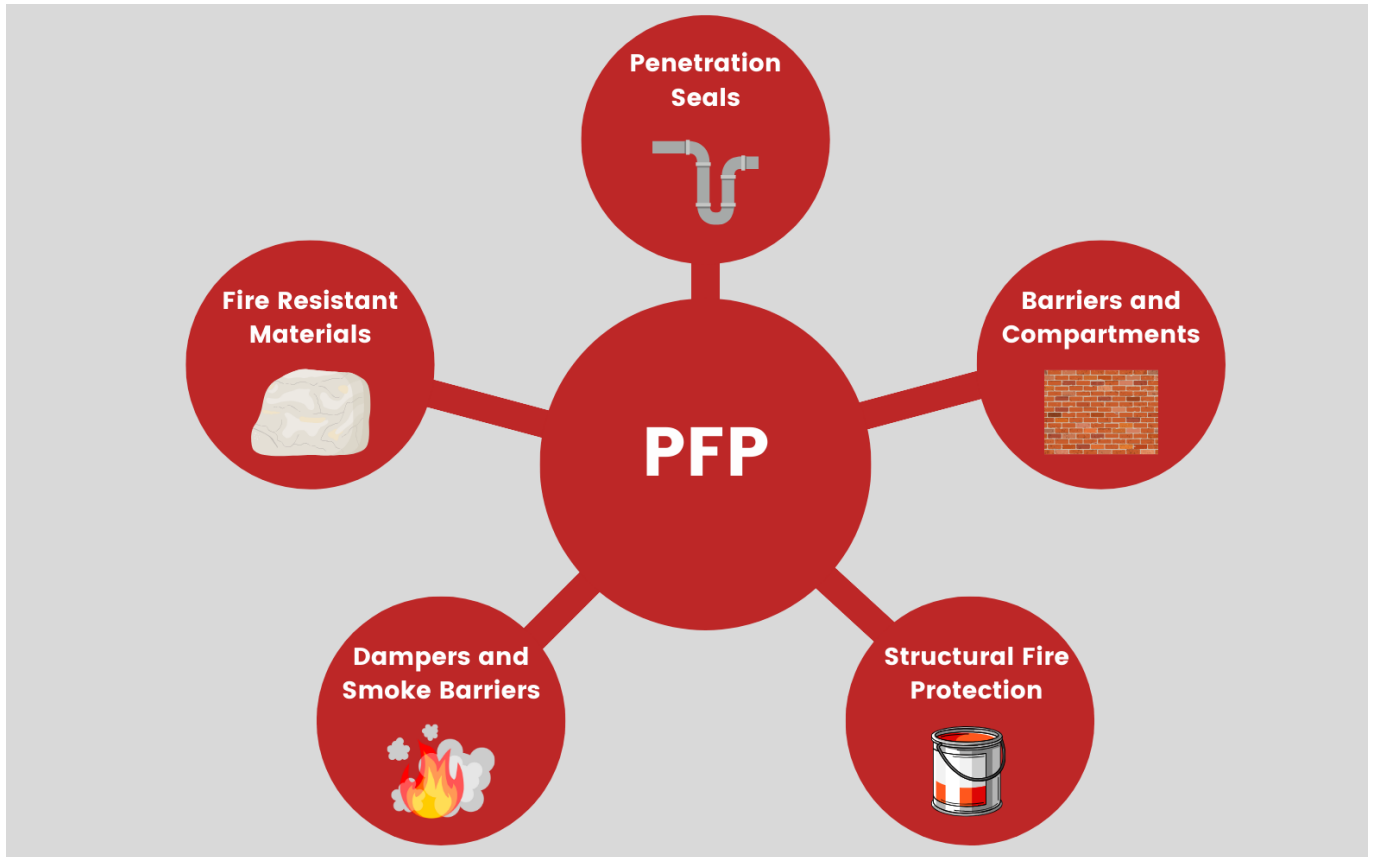 Penetration
Seals
Fire Resistant
Materials
Barriers and
Compartments
PFP
Dampers and
Smoke Barriers
Structural Fire
Protection